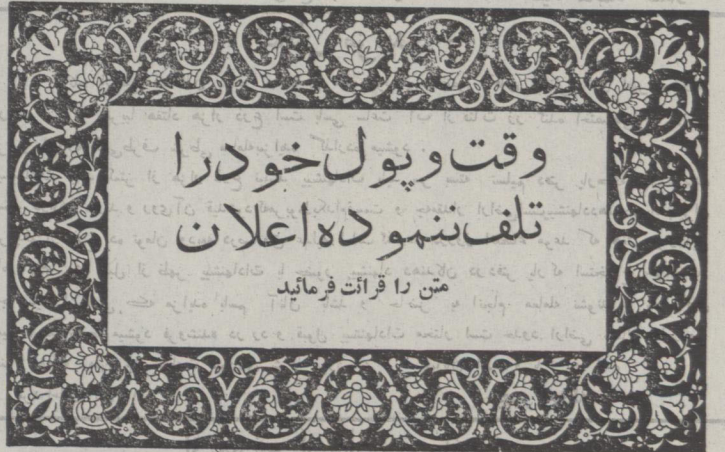 وقت و پول خود را
تلف ننموده اعلان
متن را قرائت فرمائید